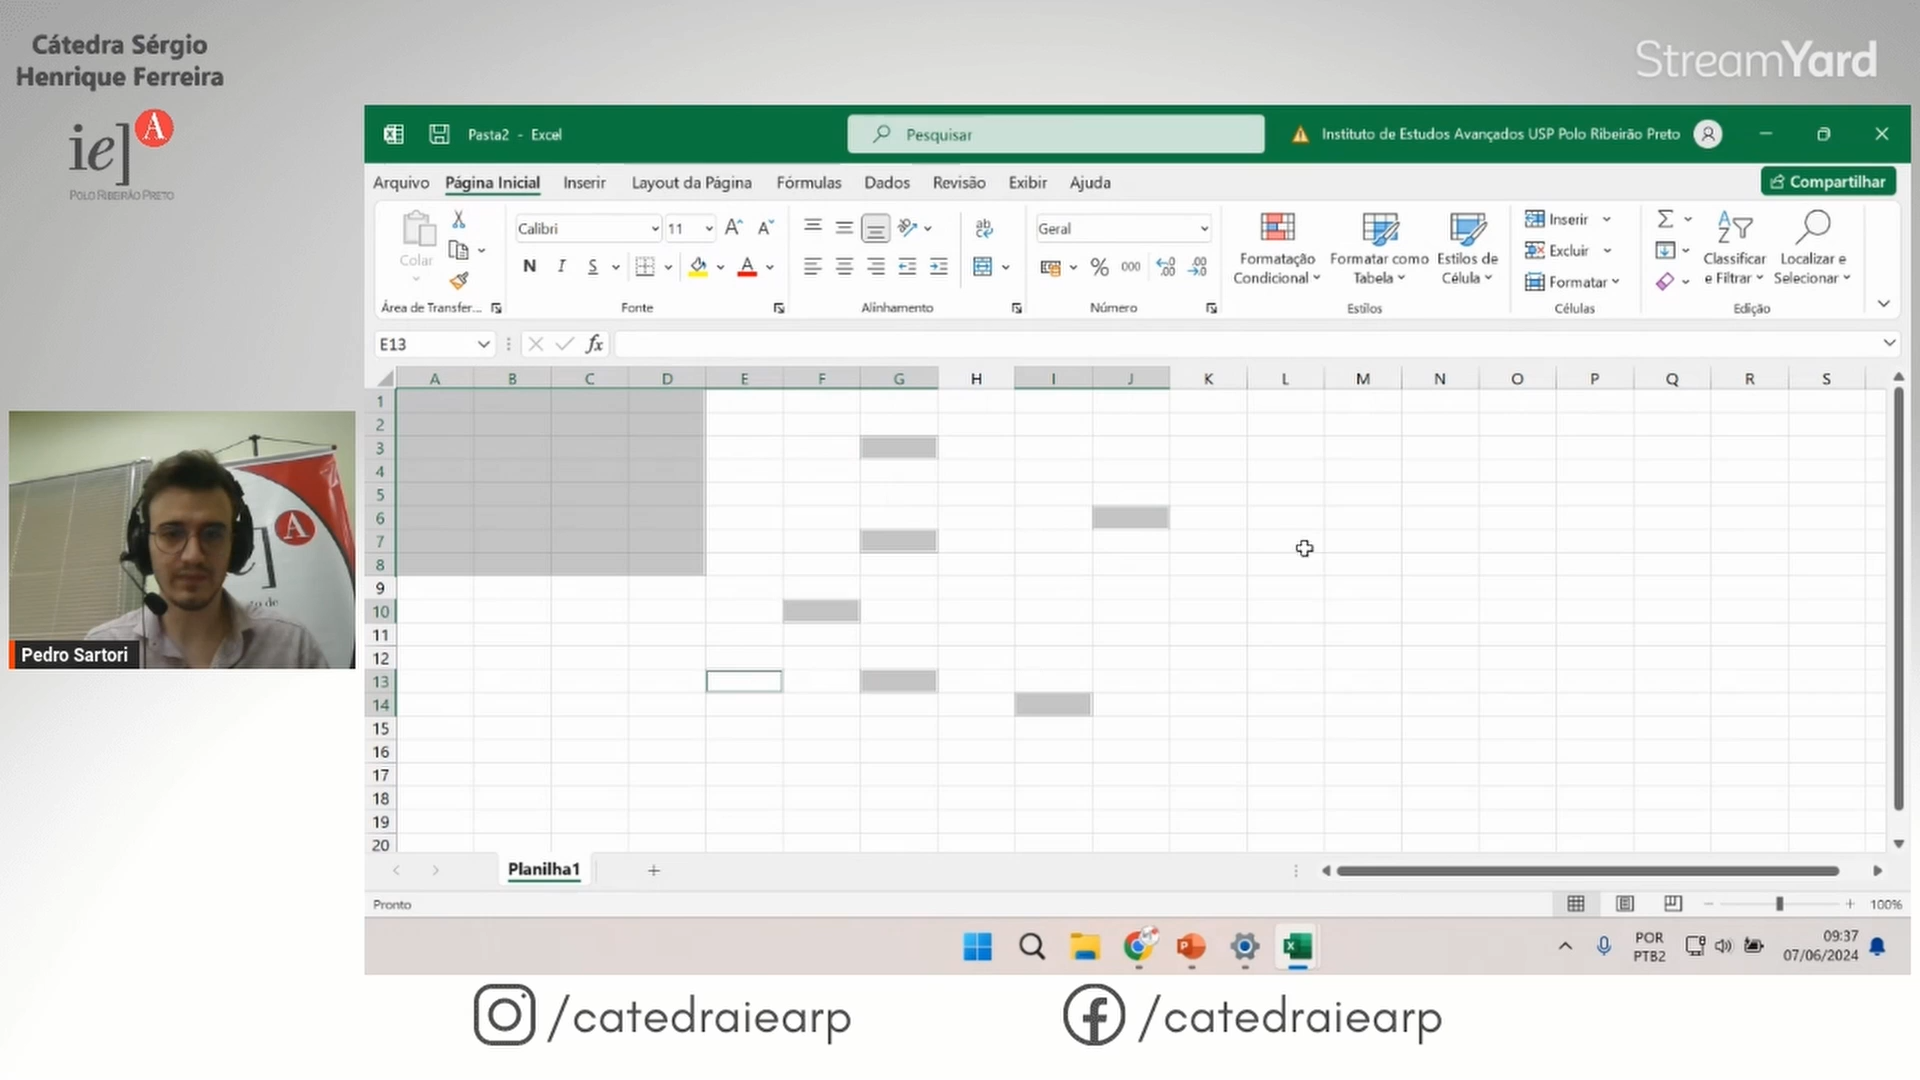 Cátedra Sérgio
Henrique Ferreira
iea
A
POLO RIBEIRÃO PRETO
StreamYard
Pasta2 - Excel
Pesquisar
Instituto de Estudos Avançados USP Polo Ribeirão Preto
Arquivo Página Inicial Inserir Layout da Página Fórmulas Dados Revisão Exibir Ajuda
Compartilhar
Colar
Calibri 11
N I S
ab
Geral
% 000
Formatação Condicional
Formatar como Tabela
Estilos de Célula
Inserir
Excluir
Formatar
Classificar e Filtrar
Localizar e Selecionar
Área de Transfer... Fonte Alinhamento Número Estilos Células Edição
E13 fx
A B C D E F G H I J K L M N O P Q R S
1
2
3
4
5
6
7
8
9
10
11
12
13
14
15
16
17
18
19
20
Planilha1
Pronto
100%
POR
PTB2
09:37
07/06/2024
Pedro Sartori
/catedraiearp
/catedraiearp